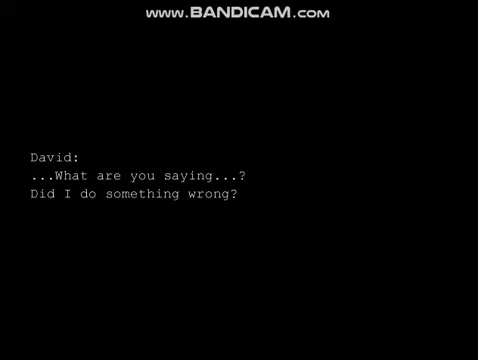 www.BANDICAM.com
David:
...What are you saying...?
Did I do something wrong?